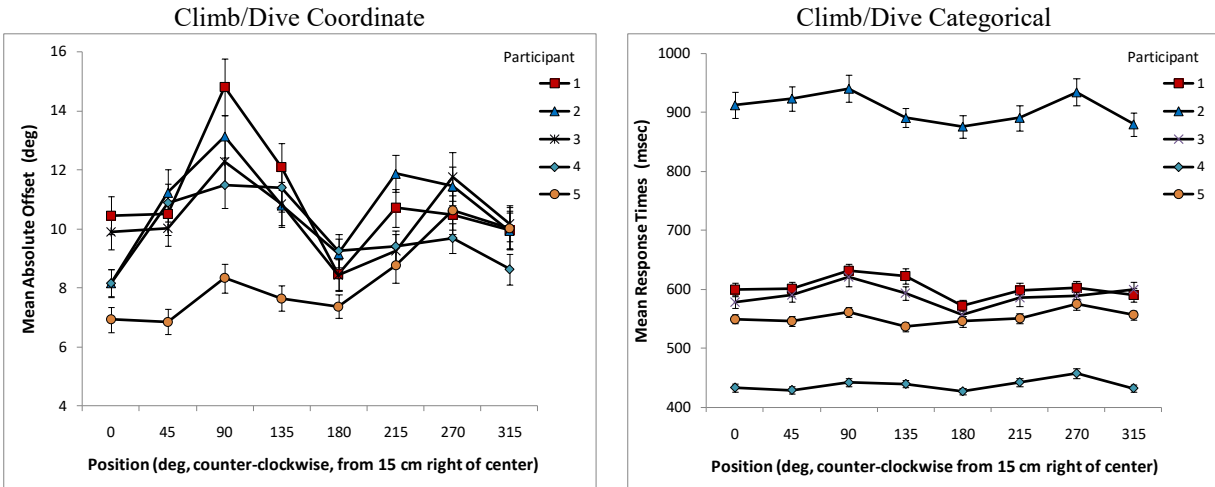 Climb/Dive Coordinate
16
14
12
10
8
6
4
Mean Absolute Offset (deg)
Participant
1
2
3
4
5
0 45 90 135 180 215 270 315
Position (deg, counter-clockwise, from 15 cm right of center)
Climb/Dive Categorical
1000
900
800
700
600
500
400
Mean Response Times (msec)
Participant
1
2
3
4
5
0 45 90 135 180 215 270 315
Position (deg, counter-clockwise from 15 cm right of center)